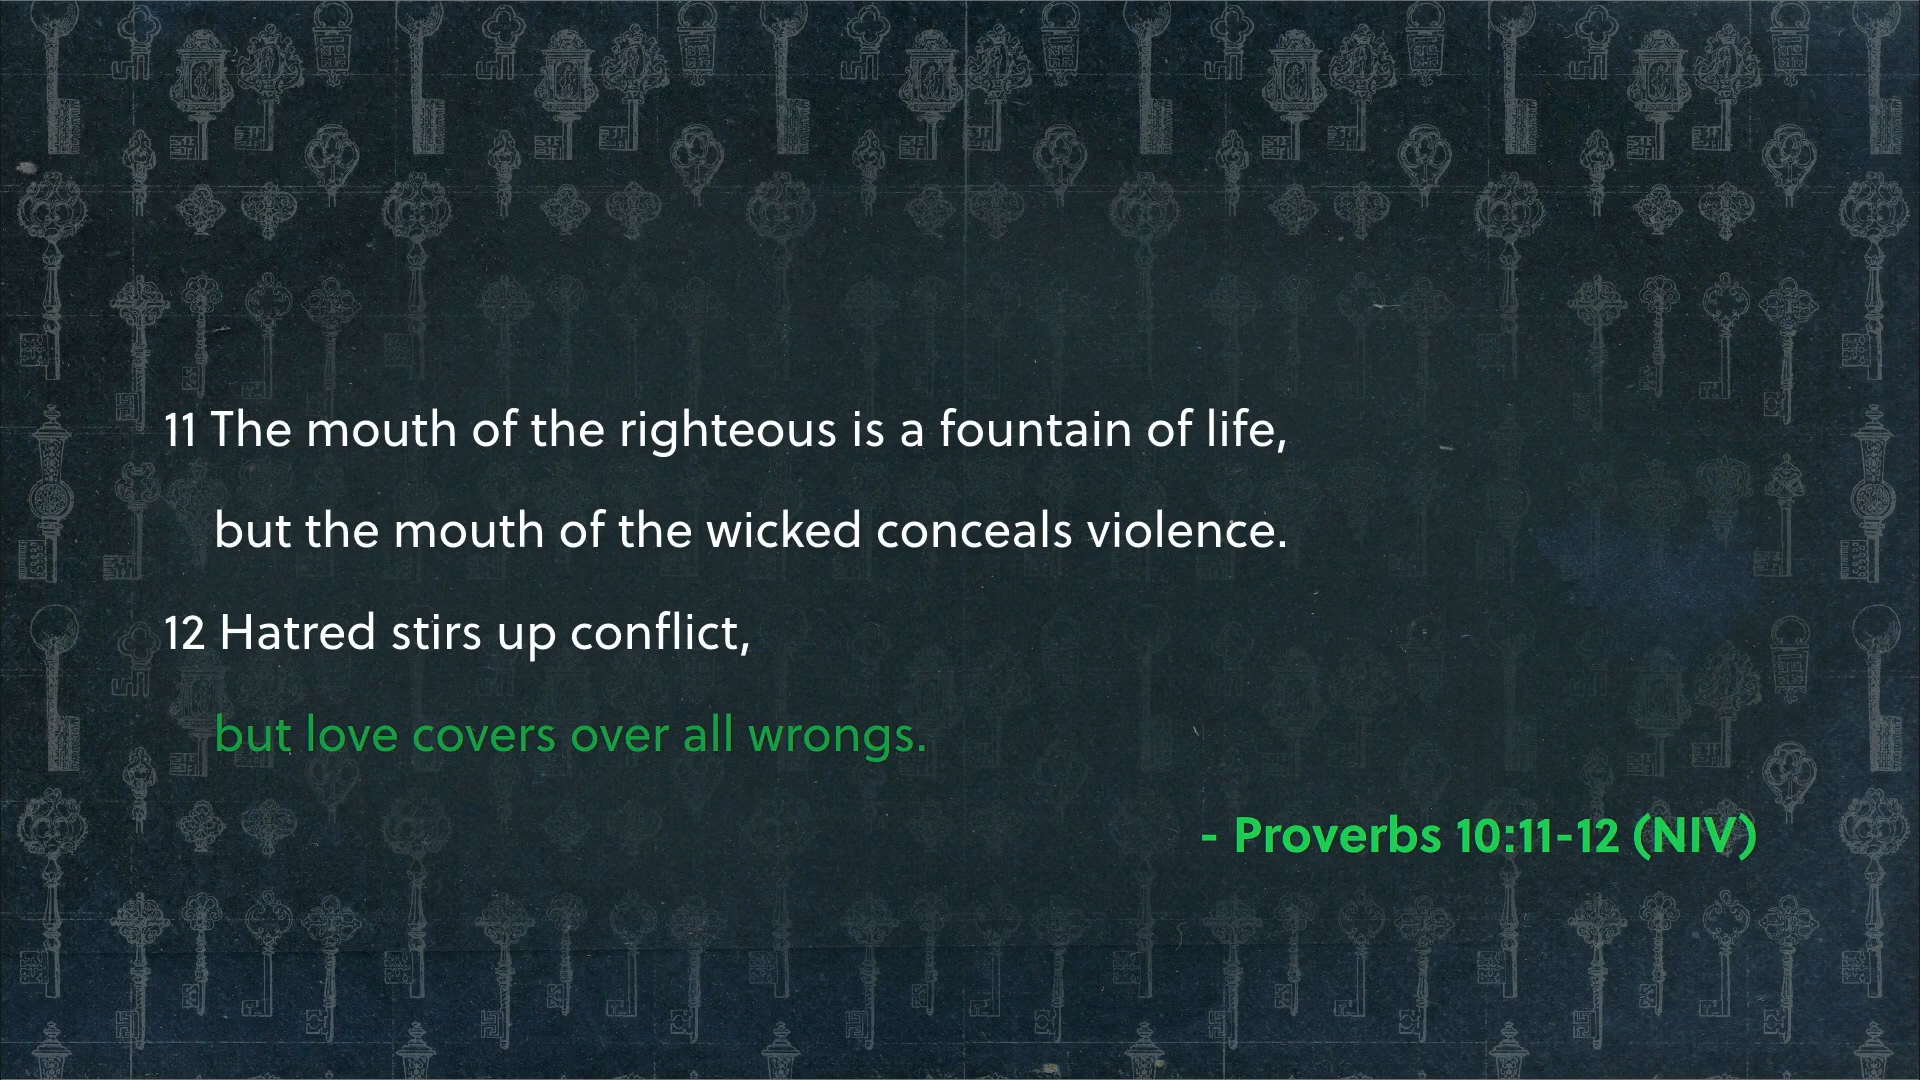 11 The mouth of the righteous is a fountain of life,
but the mouth of the wicked conceals violence.
12 Hatred stirs up conflict,
but love covers over all wrongs.
- Proverbs 10:11-12 (NIV)